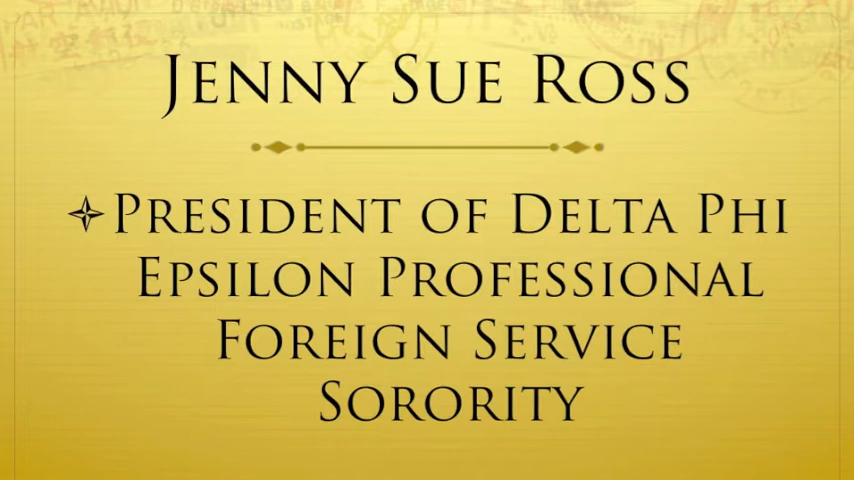 JENNY SUE ROSS
PRESIDENT OF DELTA PHI
EPSILON PROFESSIONAL
FOREIGN SERVICE
SORORITY